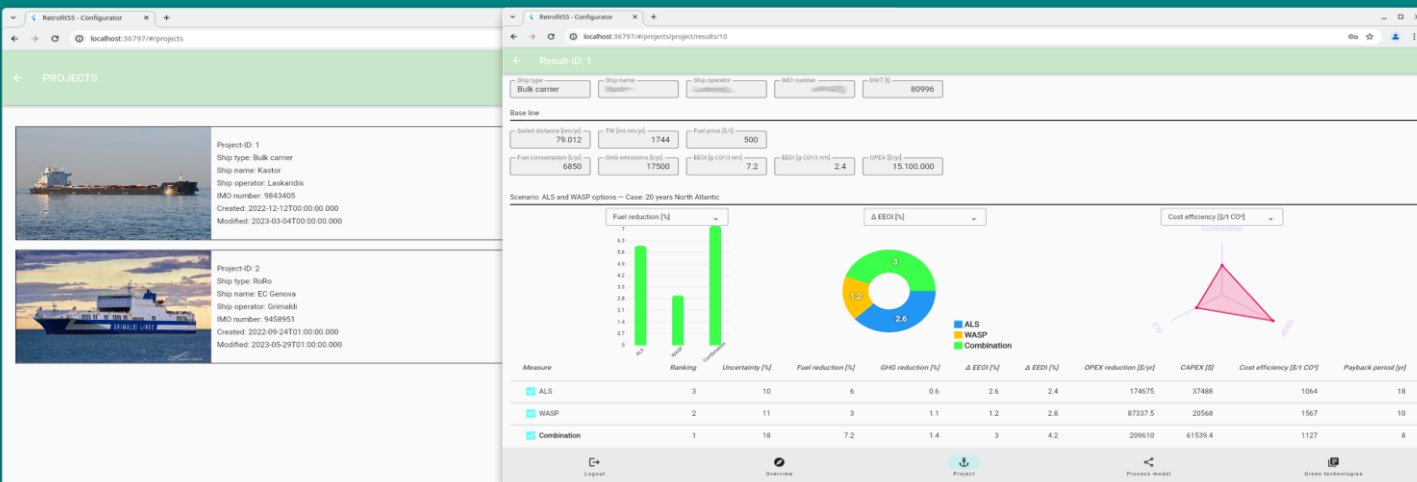 Retrofit55 - Configurator
localhost:36797/#/projects
PROJECTS
Project-ID: 1
Ship type: Bulk carrier
Ship name: Kastor
Ship operator: Laskaridis
IMO number: 9843405
Created: 2022-12-12T00:00:00.000
Modified: 2023-03-04T00:00:00.000
GRIMALDI LINES
Project-ID: 2
Ship type: RoRo
Ship name: EC Genova
Ship operator: Grimaldi
IMO number: 9458951
Created: 2022-09-24T01:00:00.000
Modified: 2023-05-29T01:00:00.000
Retrofit55 - Configurator
localhost:36797/#/projects/project/results/10
Result-ID: 1
Ship type Ship name Ship operator IMO number DWT [t]
Bulk carrier 80996
Base line
Sailed distance [nm/yr] TW [mt nm/yr] Fuel price [$/t]
79.012 1744 500
Fuel consumption [t/yr] GHG emissions [t/yr] EEOI [g CO²/t nm] EEDI [g CO²/t nm] OPEX [$/yr]
6850 17500 7.2 2.4 15.100.000
Scenario: ALS and WASP options — Case: 20 years North Atlantic
Fuel reduction [%] Δ EEOI [%] Cost efficiency [$/t CO²]
7
6.3
5.6
4.9
4.2
3.5
2.8
2.1
1.4
0.7
0
ALS WASP Combination
3
1.2
2.6
ALS
WASP
Combination
Combination
ALS WASP
Measure Ranking Uncertainty [%] Fuel reduction [%] GHG reduction [%] Δ EEOI [%] Δ EEDI [%] OPEX reduction [$/yr] CAPEX [$] Cost efficiency [$/t CO²] Payback period [yr]
ALS 3 10 6 0.6 2.6 2.4 174675 37488 1064 18
WASP 2 11 3 1.1 1.2 2.8 87337.5 20568 1567 10
Combination 1 18 7.2 1.4 3 4.2 209610 61539.4 1127 8
Logout Overview Project Process model Green technologies